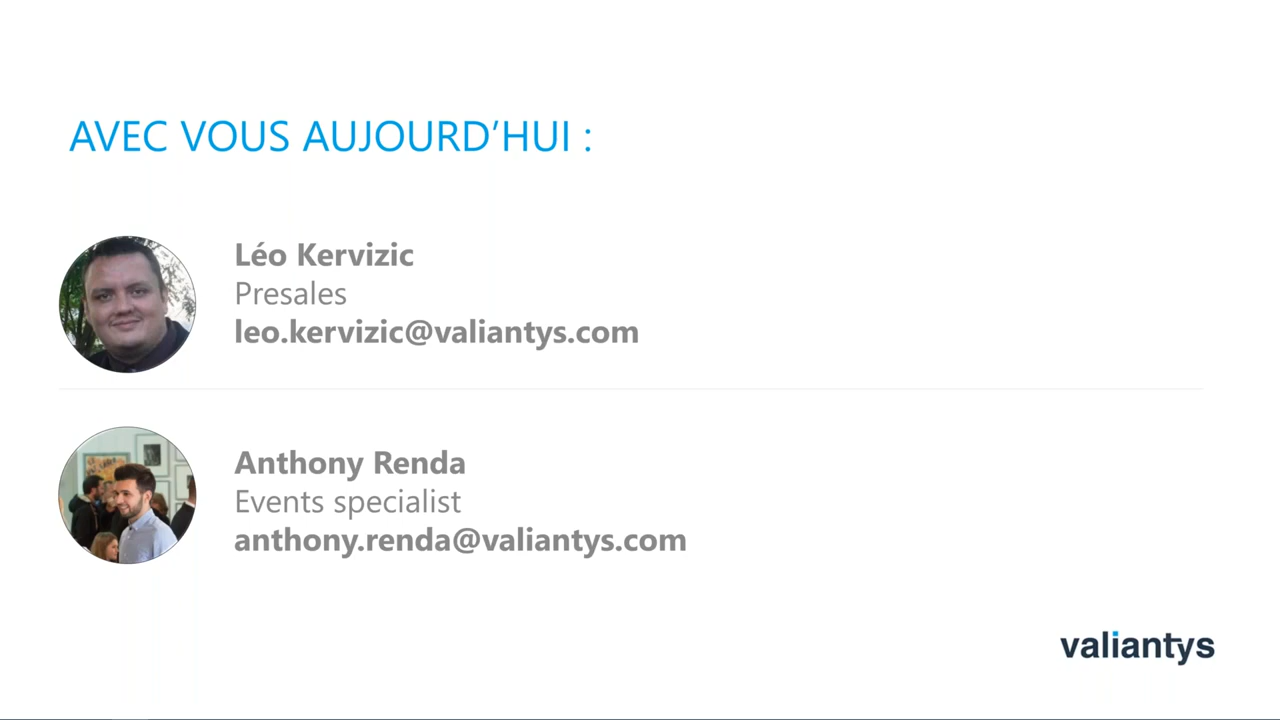 AVEC VOUS AUJOURD’HUI :
Léo Kervizic
Presales
leo.kervizic@valiantys.com
Anthony Renda
Events specialist
anthony.renda@valiantys.com
valiantys